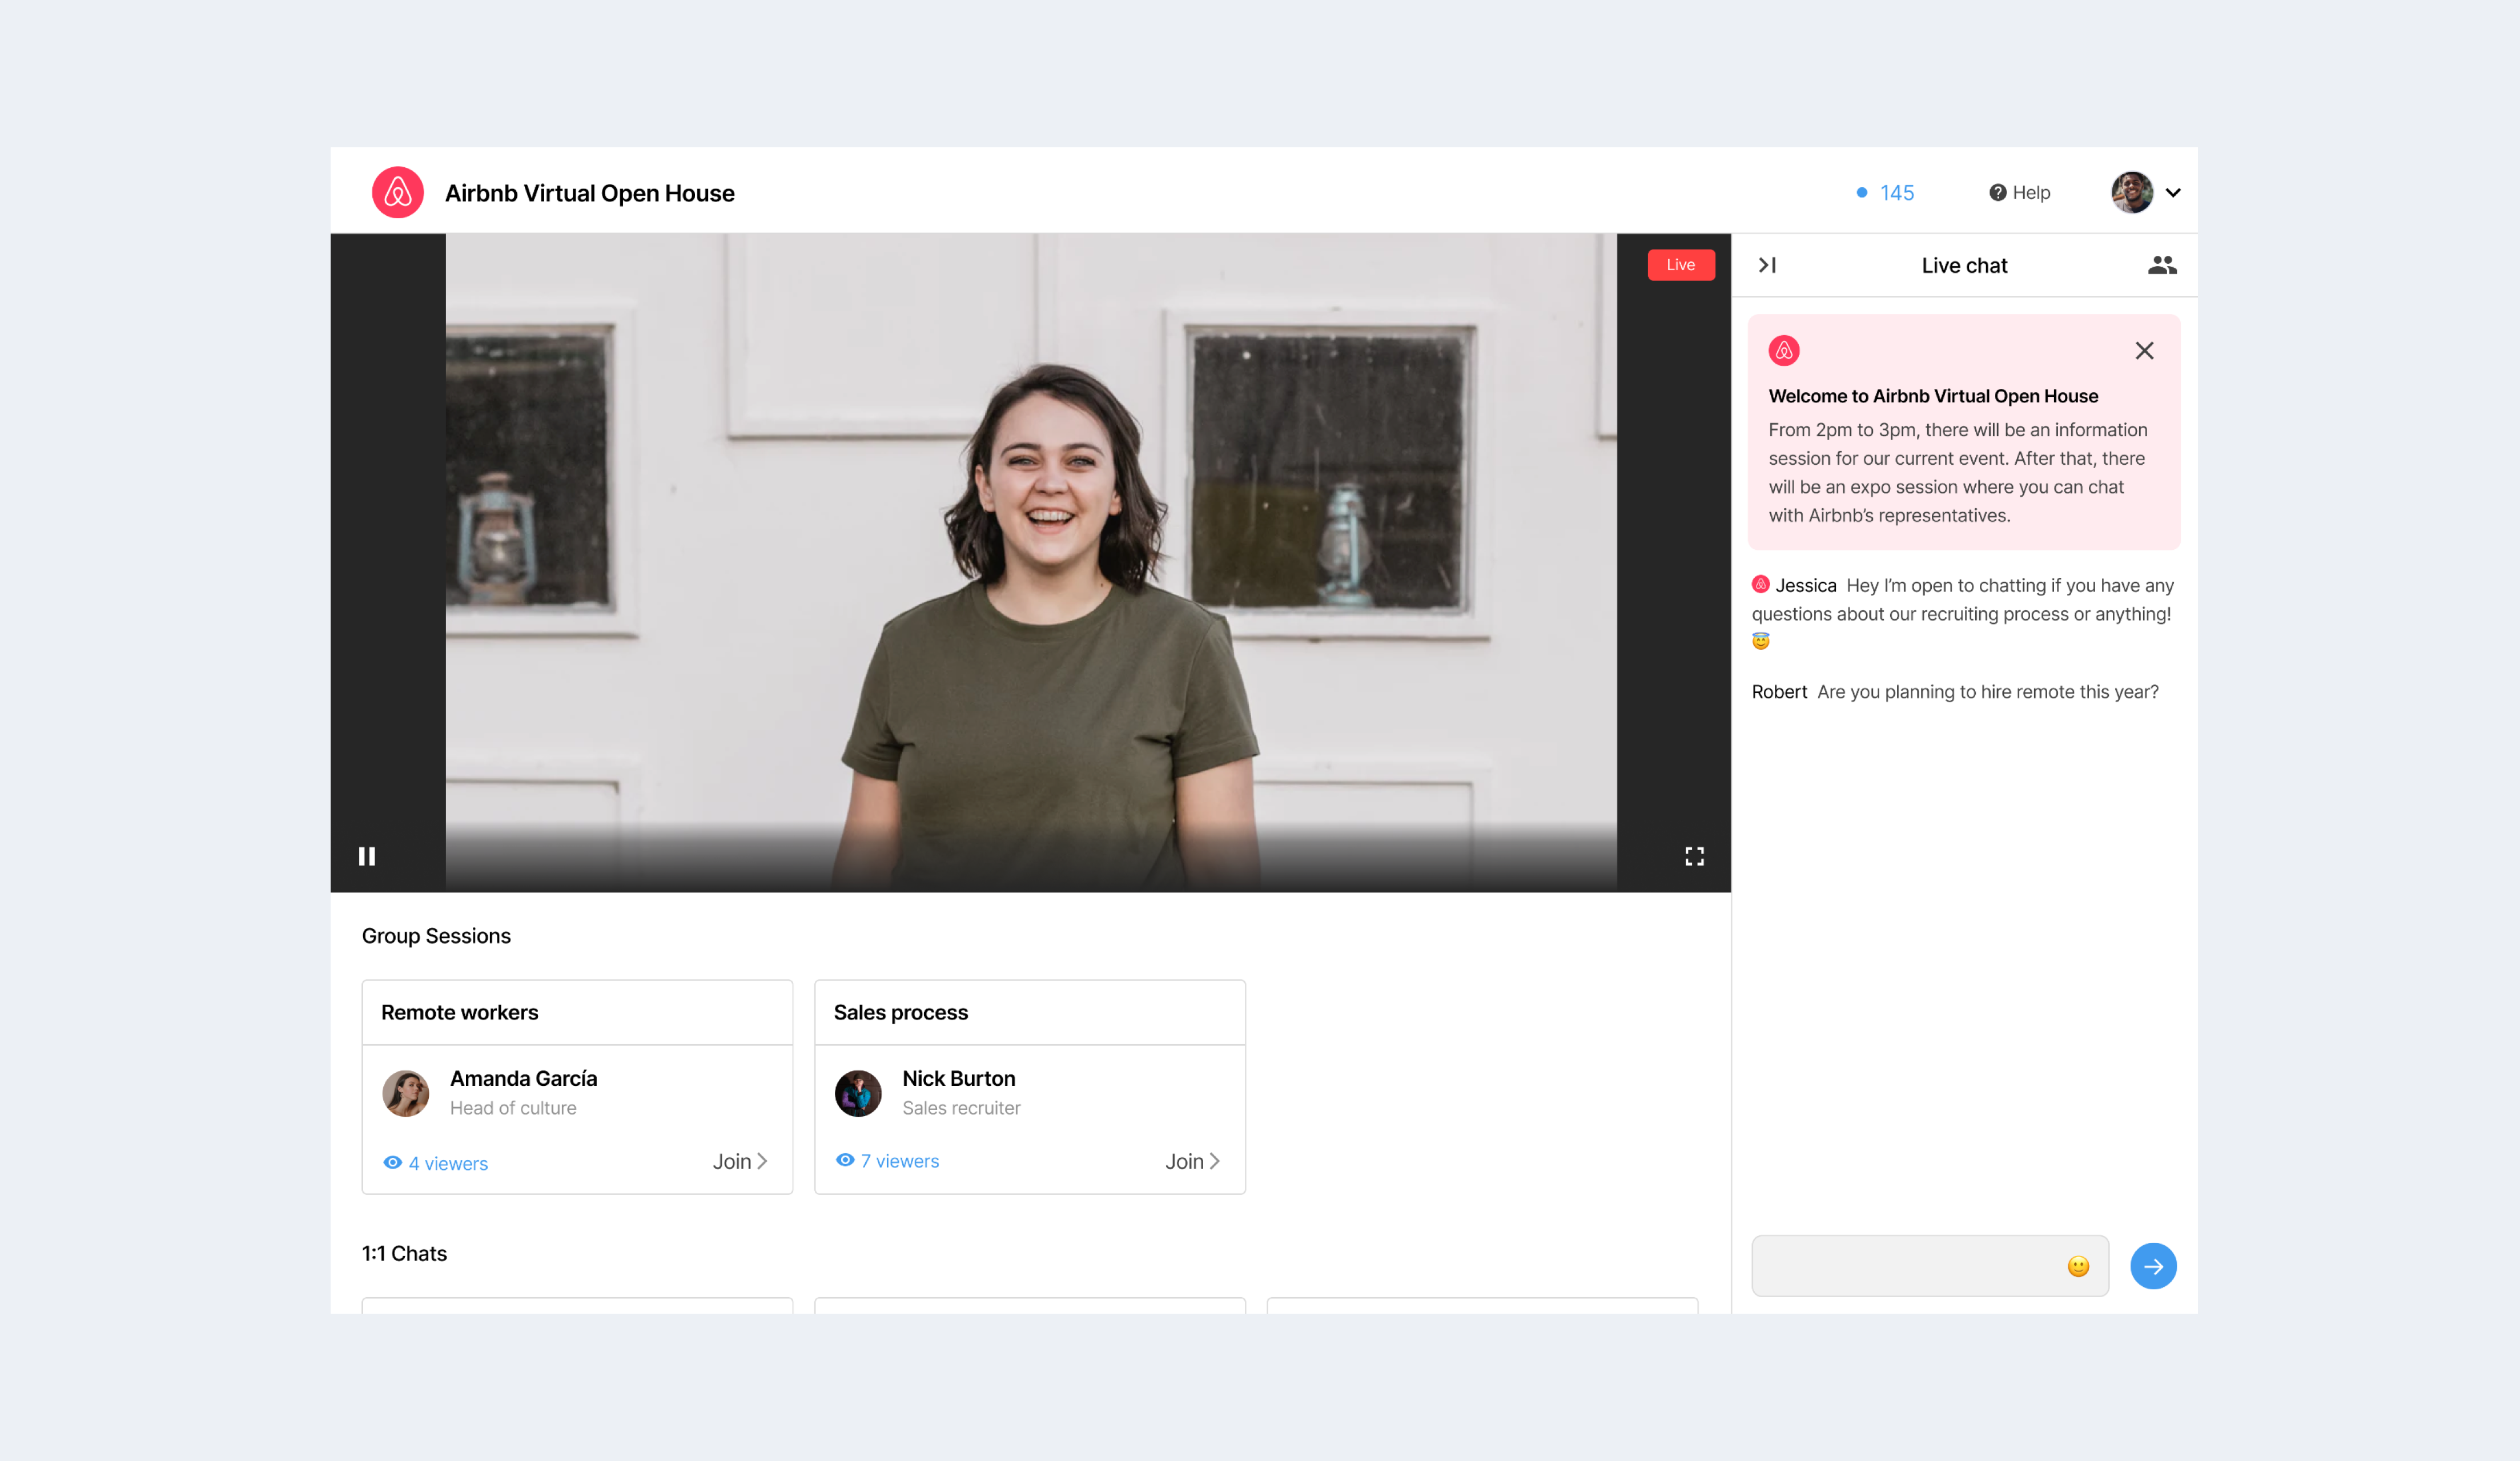 Airbnb Virtual Open House
145
Help
Live
Live chat
Welcome to Airbnb Virtual Open House
From 2pm to 3pm, there will be an information
session for our current event. After that, there
will be an expo session where you can chat
with Airbnb’s representatives.
Jessica Hey I’m open to chatting if you have any
questions about our recruiting process or anything!
😇
Robert Are you planning to hire remote this year?
Group Sessions
Remote workers
Amanda García
Head of culture
4 viewers
Join
Sales process
Nick Burton
Sales recruiter
7 viewers
Join
1:1 Chats